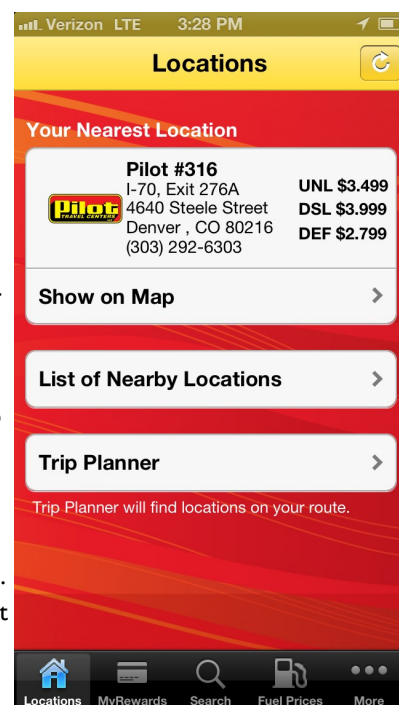 Verizon LTE 3:28 PM
Locations
Your Nearest Location
Pilot
TRAVEL CENTERS
Pilot #316
I-70, Exit 276A
4640 Steele Street
Denver , CO 80216
(303) 292-6303
UNL $3.499
DSL $3.999
DEF $2.799
Show on Map
List of Nearby Locations
Trip Planner
Trip Planner will find locations on your route.
Locations MyRewards Search Fuel Prices More